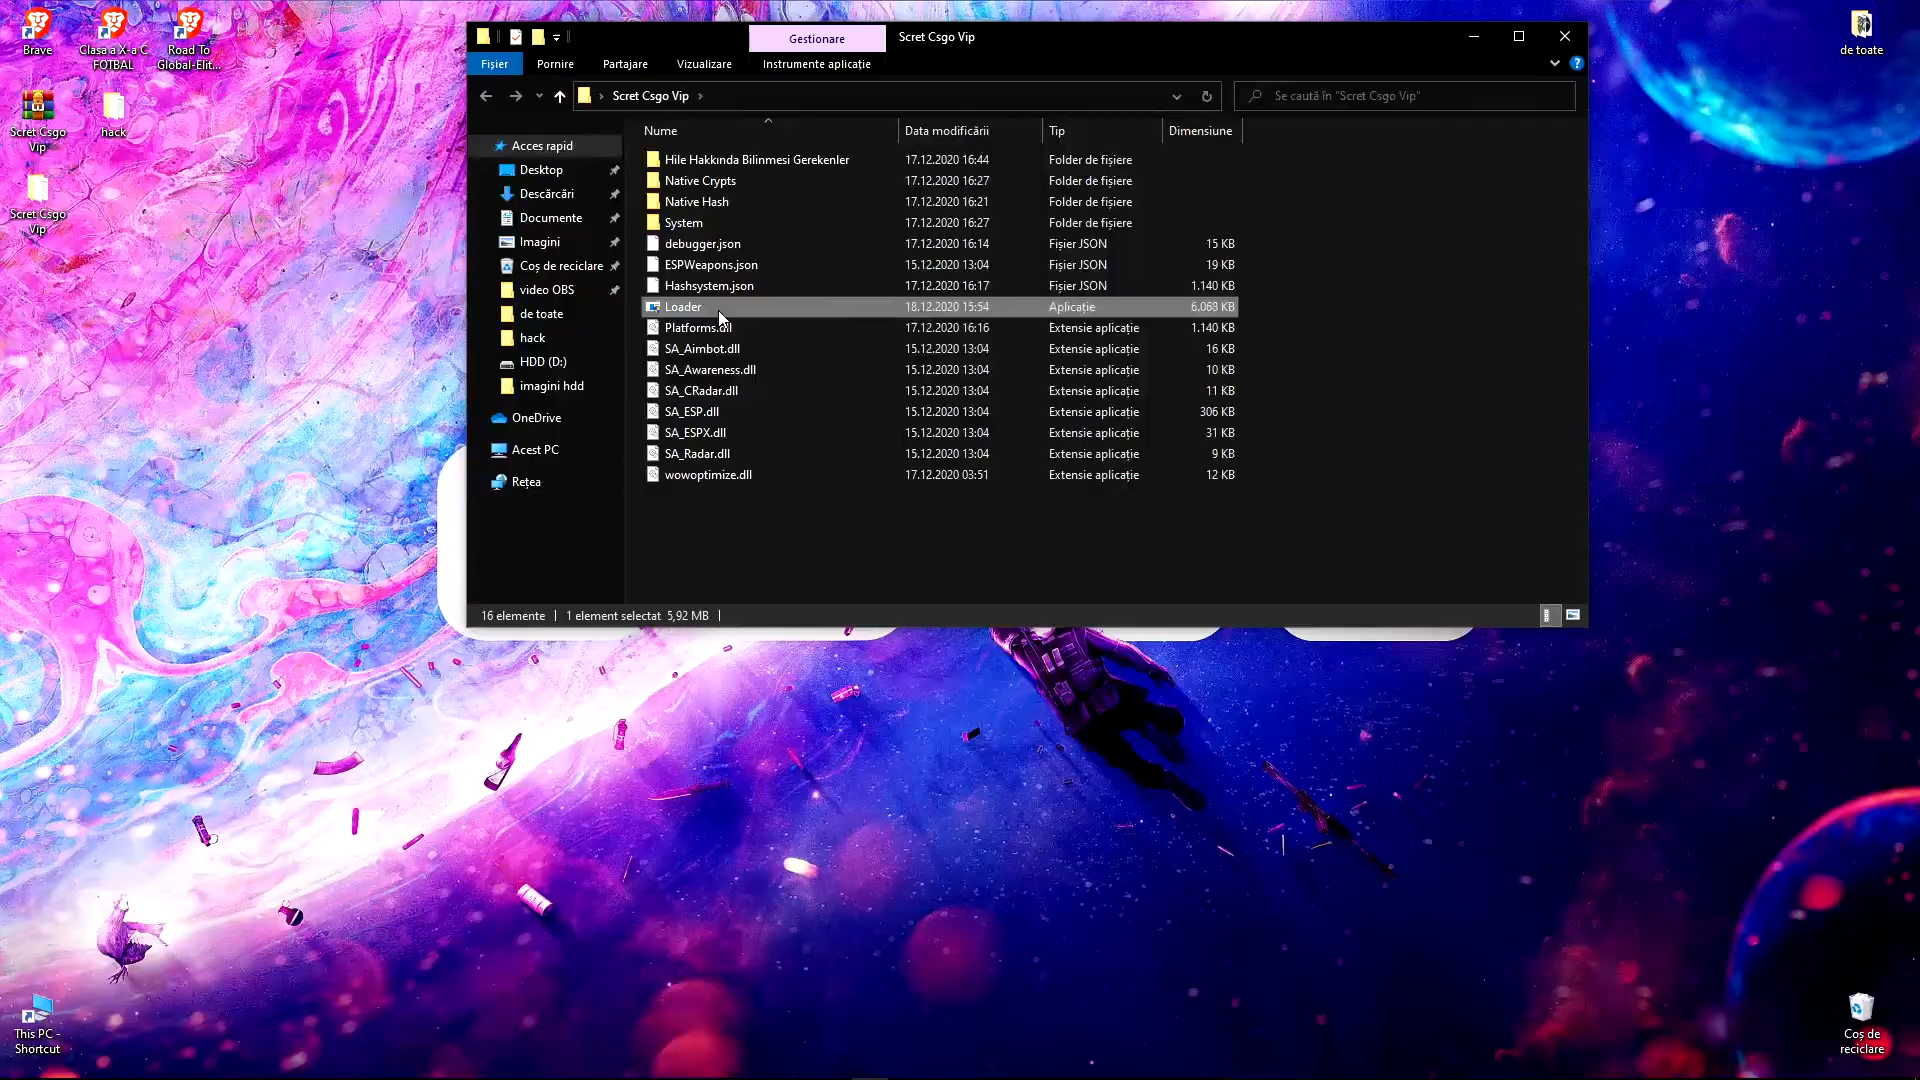 Brave
Clasa a X-a C
FOTBAL
Road To
Global-Elit...
Scret Csgo
Vip
hack
Scret Csgo
Vip
Gestionare
Scret Csgo Vip
Fișier
Pornire
Partajare
Vizualizare
Instrumente aplicație
Scret Csgo Vip
Se caută în "Scret Csgo Vip"
Acces rapid
Desktop
Descărcări
Documente
Imagini
Coș de reciclare
video OBS
de toate
hack
HDD (D:)
imagini hdd
OneDrive
Acest PC
Rețea
Nume Data modificării Tip Dimensiune
Hile Hakkında Bilinmesi Gerekenler 17.12.2020 16:44 Folder de fișiere
Native Crypts 17.12.2020 16:27 Folder de fișiere
Native Hash 17.12.2020 16:21 Folder de fișiere
System 17.12.2020 16:27 Folder de fișiere
debugger.json 17.12.2020 16:14 Fișier JSON 15 KB
ESPWeapons.json 15.12.2020 13:04 Fișier JSON 19 KB
Hashsystem.json 17.12.2020 16:17 Fișier JSON 1.140 KB
Loader 18.12.2020 15:54 Aplicație 6.068 KB
Platforms.dll 17.12.2020 16:16 Extensie aplicație 1.140 KB
SA_Aimbot.dll 15.12.2020 13:04 Extensie aplicație 16 KB
SA_Awareness.dll 15.12.2020 13:04 Extensie aplicație 10 KB
SA_CRadar.dll 15.12.2020 13:04 Extensie aplicație 11 KB
SA_ESP.dll 15.12.2020 13:04 Extensie aplicație 306 KB
SA_ESPX.dll 15.12.2020 13:04 Extensie aplicație 31 KB
SA_Radar.dll 15.12.2020 13:04 Extensie aplicație 9 KB
wowoptimize.dll 17.12.2020 03:51 Extensie aplicație 12 KB
16 elemente
1 element selectat 5,92 MB
de toate
This PC -
Shortcut
Coș de
reciclare